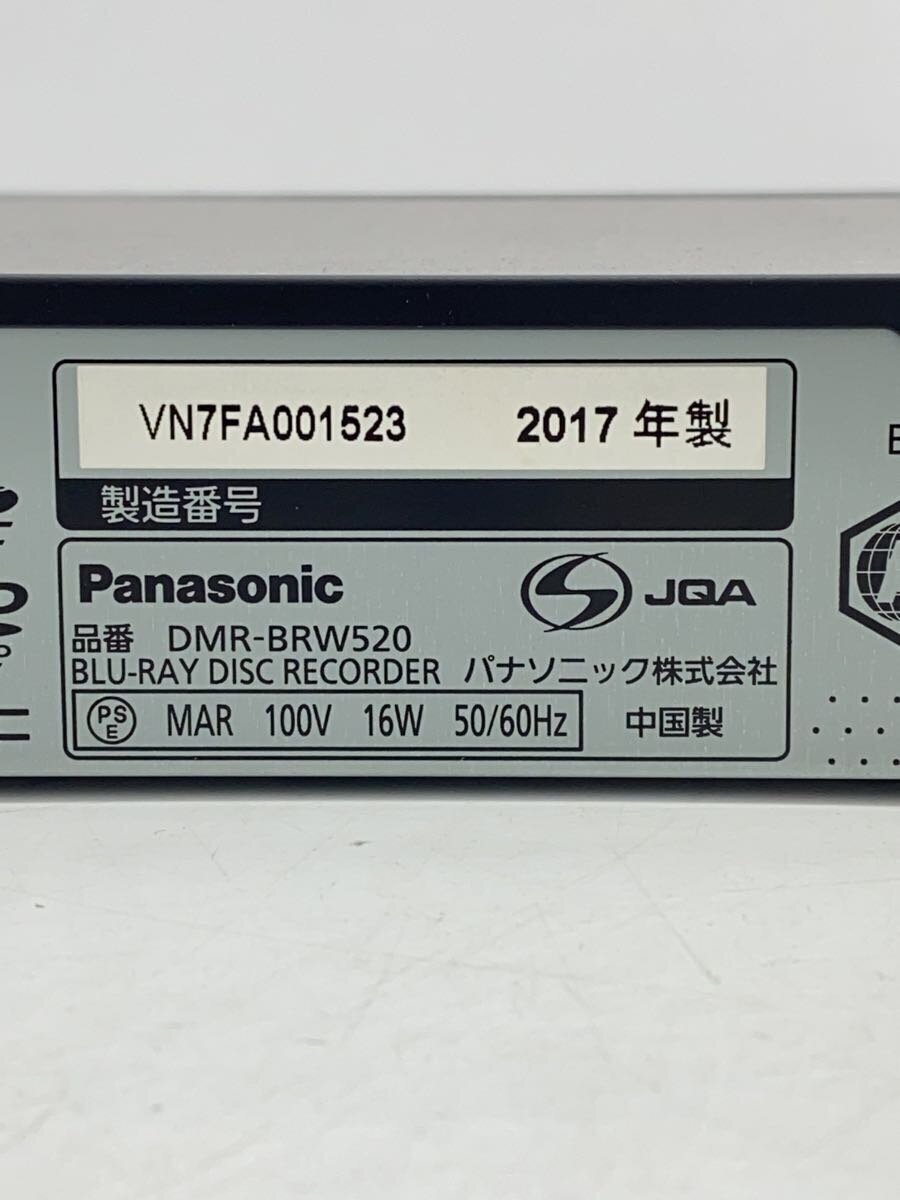 VN7FA001523 2017 年製
製造番号
Panasonic
JQA
品番 DMR-BRW520
BLU-RAY DISC RECORDER パナソニック株式会社
PSE MAR 100V 16W 50/60Hz 中国製